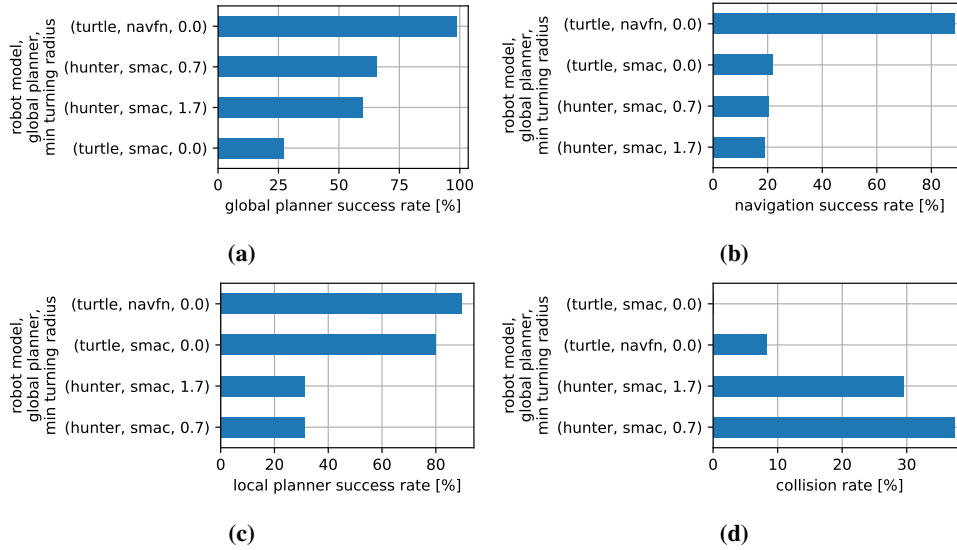 robot model,
global planner,
min turning radius
(turtle, navfn, 0.0)
(hunter, smac, 0.7)
(hunter, smac, 1.7)
(turtle, smac, 0.0)
0 25 50 75 100
global planner success rate [%]
(a)
robot model,
global planner,
min turning radius
(turtle, navfn, 0.0)
(turtle, smac, 0.0)
(hunter, smac, 0.7)
(hunter, smac, 1.7)
0 20 40 60 80
navigation success rate [%]
(b)
robot model,
global planner,
min turning radius
(turtle, navfn, 0.0)
(turtle, smac, 0.0)
(hunter, smac, 1.7)
(hunter, smac, 0.7)
0 20 40 60 80
local planner success rate [%]
(c)
robot model,
global planner,
min turning radius
(turtle, smac, 0.0)
(turtle, navfn, 0.0)
(hunter, smac, 1.7)
(hunter, smac, 0.7)
0 10 20 30
collision rate [%]
(d)